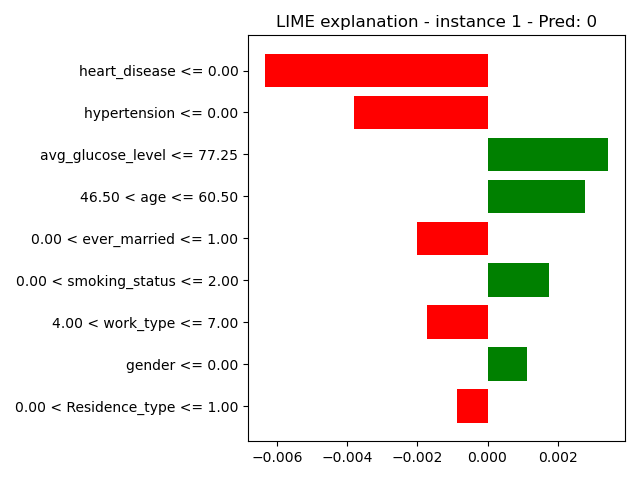 LIME explanation - instance 1 - Pred: 0
heart_disease <= 0.00
hypertension <= 0.00
avg_glucose_level <= 77.25
46.50 < age <= 60.50
0.00 < ever_married <= 1.00
0.00 < smoking_status <= 2.00
4.00 < work_type <= 7.00
gender <= 0.00
0.00 < Residence_type <= 1.00
−0.006 −0.004 −0.002 0.000 0.002